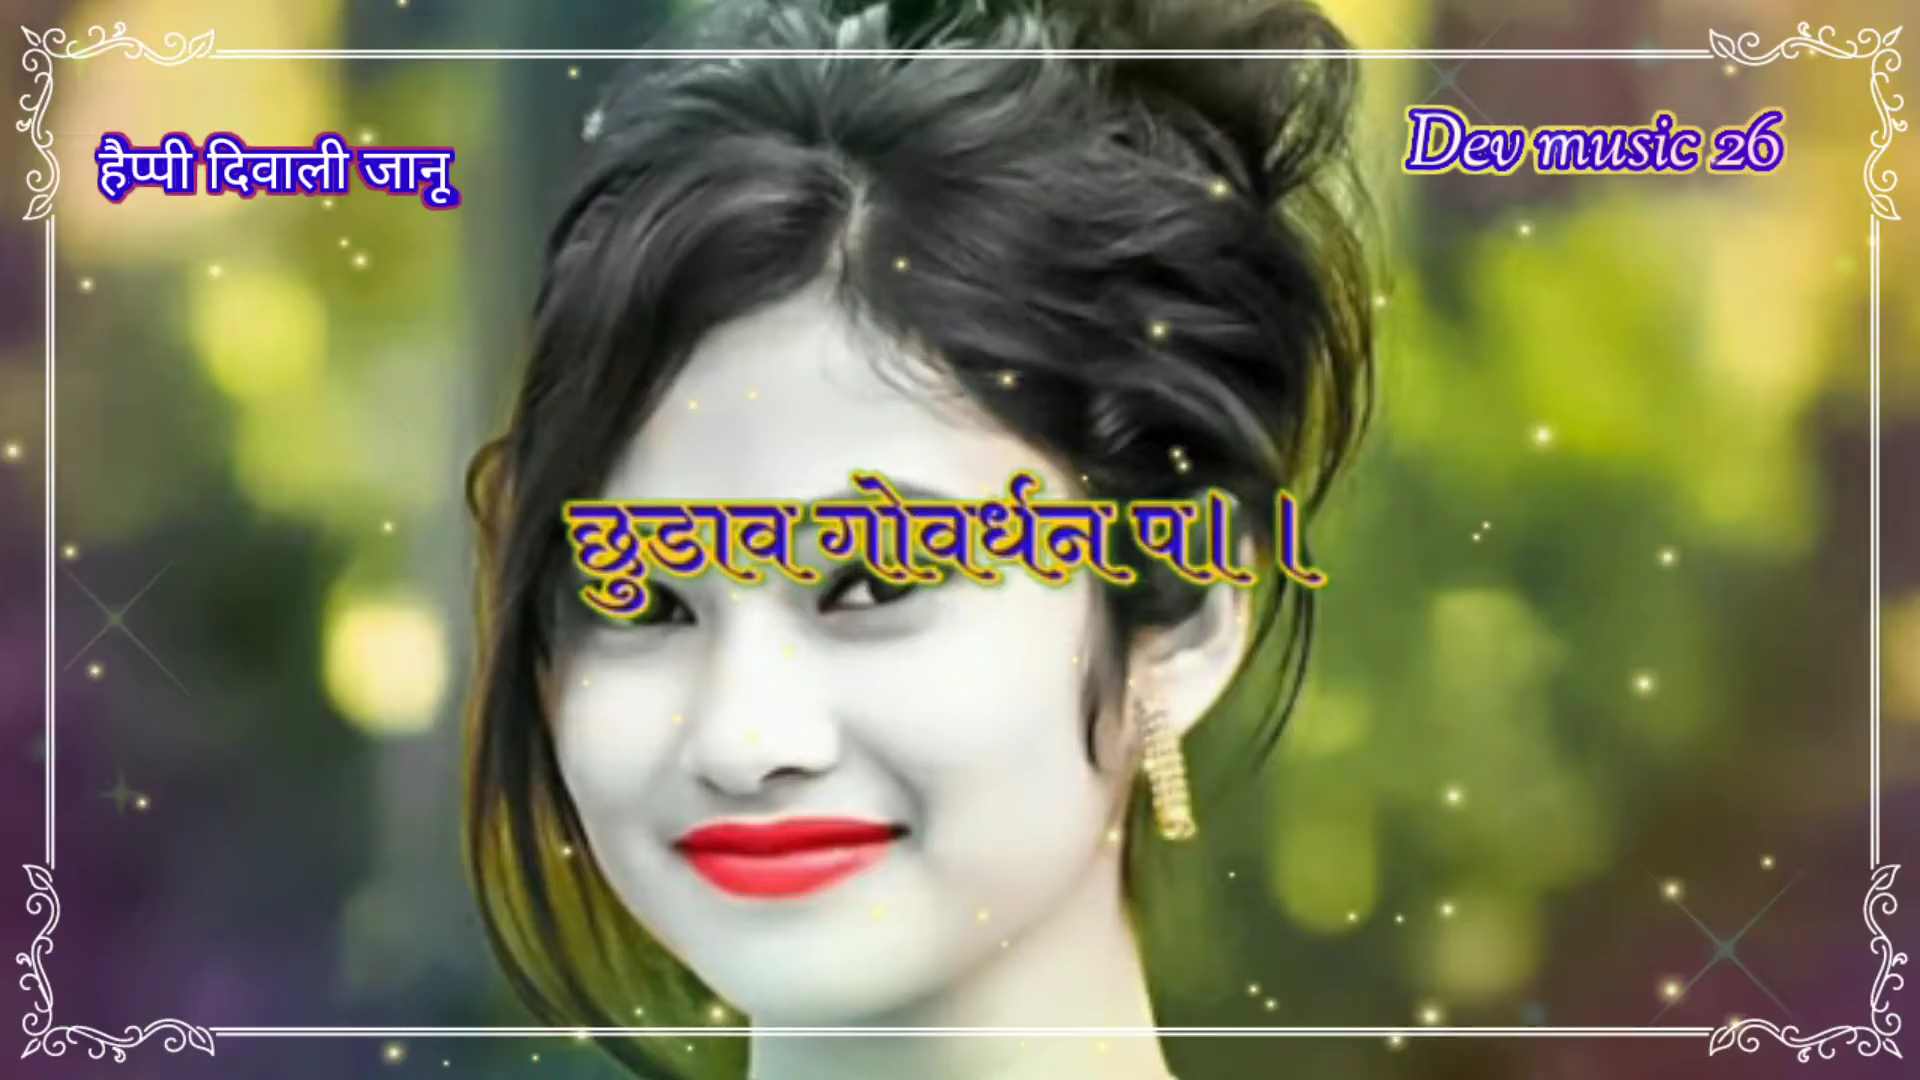 हैप्पी दिवाली जानू
Dev music 26
छुडाव गोवर्धन प। ।